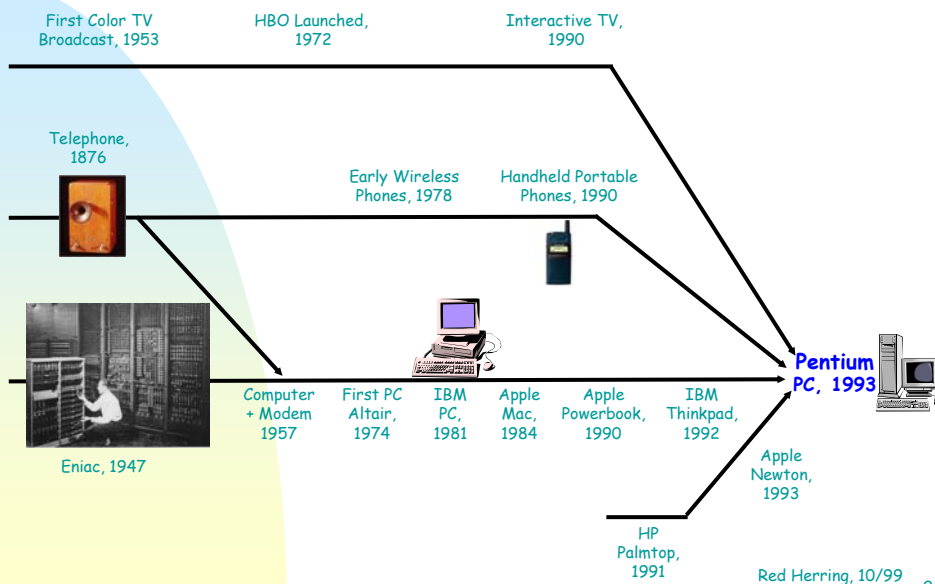 First Color TV
Broadcast, 1953
HBO Launched,
1972
Interactive TV,
1990
Telephone,
1876
Early Wireless
Phones, 1978
Handheld Portable
Phones, 1990
Pentium
PC, 1993
Computer
+ Modem
1957
First PC
Altair,
1974
IBM
PC,
1981
Apple
Mac,
1984
Apple
Powerbook,
1990
IBM
Thinkpad,
1992
Eniac, 1947
Apple
Newton,
1993
HP
Palmtop,
1991
Red Herring, 10/99